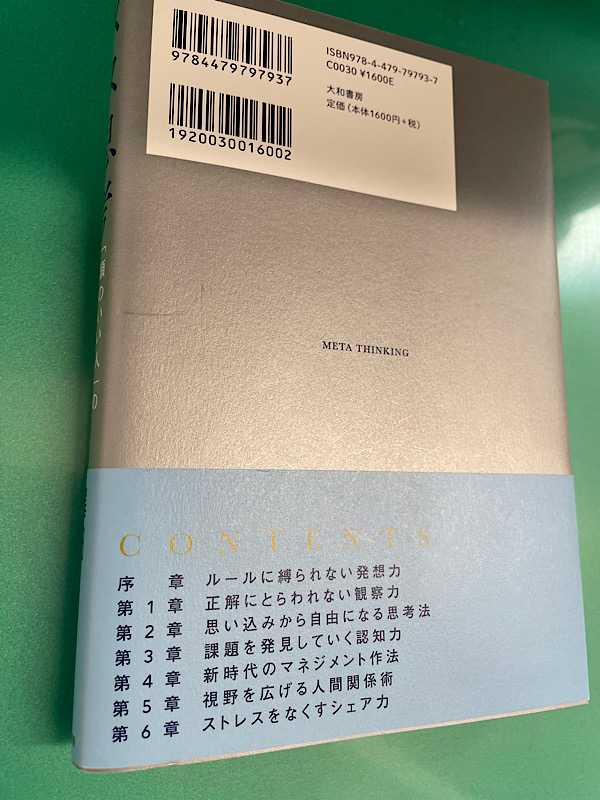 ISBN978-4-479-79793-7
C0030 ¥1600E
大和書房
定価(本体1600円+税)
9784479797937
1920030016002
「頭のいい人」の
META THINKING
CONTENTS
序章 ルールに縛られない発想力
第1章 正解にとらわれない観察力
第2章 思い込みから自由になる思考法
第3章 課題を発見していく認知力
第4章 新時代のマネジメント作法
第5章 視野を広げる人間関係術
第6章 ストレスをなくすシェア力